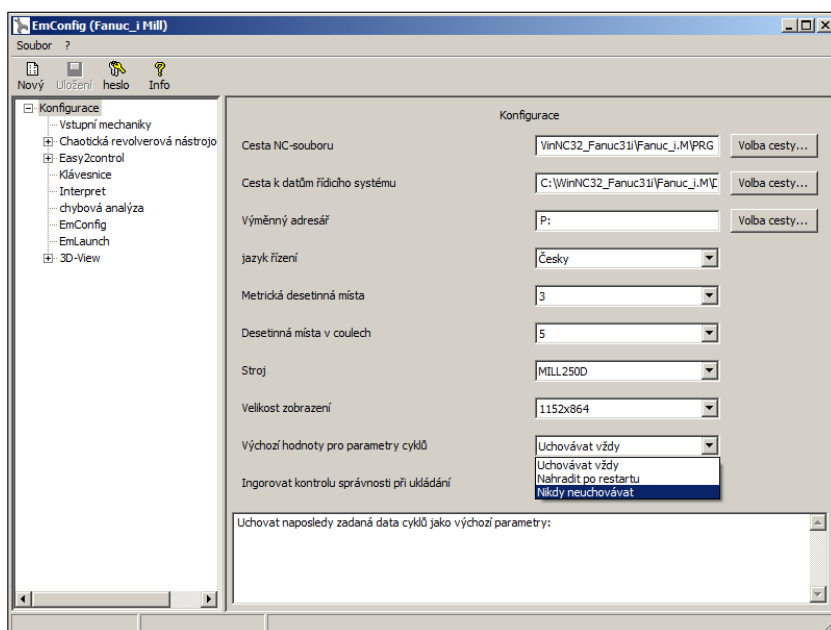 EmConfig (Fanuc_i Mill)
Soubor ?
Nový Uložení heslo Info
Konfigurace
Vstupní mechaniky
Chaotická revolverová nástrojo
Easy2control
Klávesnice
Interpret
chybová analýza
EmConfig
EmLaunch
3D-View
Konfigurace
Cesta NC-souboru VinNC32_Fanuc31i\Fanuc_i.M\PRG Volba cesty...
Cesta k datům řídicího systému C:\WinNC32_Fanuc31i\Fanuc_i.M\D Volba cesty...
Výměnný adresář P: Volba cesty...
jazyk řízení Česky
Metrická desetinná místa 3
Desetinná místa v coulech 5
Stroj MILL250D
Velikost zobrazení 1152x864
Výchozí hodnoty pro parametry cyklů Uchovávat vždy
Uchovávat vždy
Nahradit po restartu
Ingorovat kontrolu správnosti při ukládání Nikdy neuchovávat
Uchovat naposledy zadaná data cyklů jako výchozí parametry: